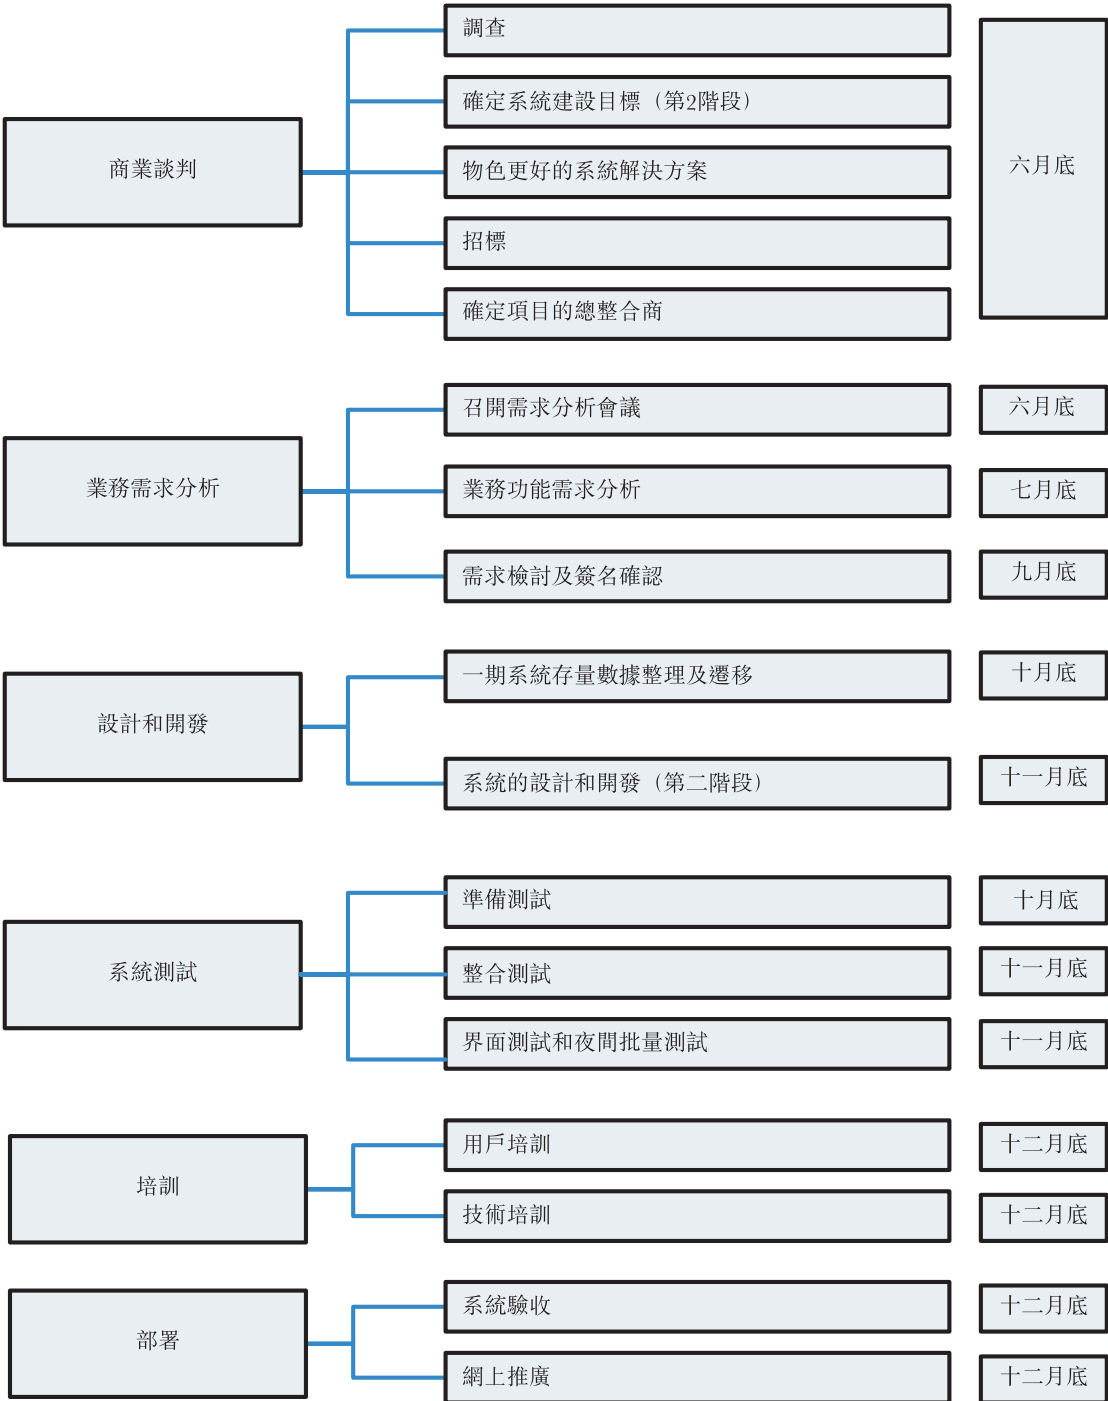 調查
確定系統建設目標（第2階段）
商業談判
物色更好的系統解決方案
六月底
招標
確定項目的總整合商
召開需求分析會議
六月底
業務需求分析
業務功能需求分析
七月底
需求檢討及簽名確認
九月底
一期系統存量數據整理及遷移
十月底
設計和開發
系統的設計和開發（第二階段）
十一月底
準備測試
十月底
系統測試
整合測試
十一月底
界面測試和夜間批量測試
十一月底
用戶培訓
十二月底
培訓
技術培訓
十二月底
系統驗收
十二月底
部署
網上推廣
十二月底